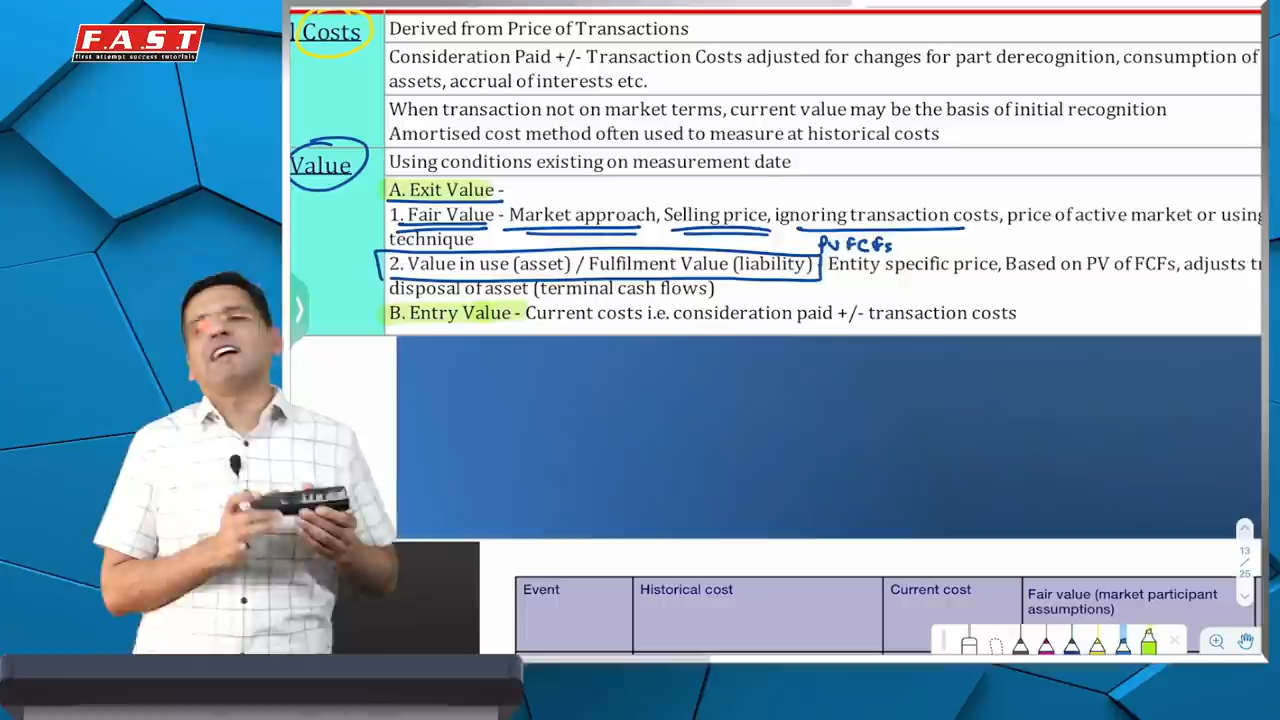 F.A.S.T
first attempt success tutorials
Costs
Derived from Price of Transactions
Consideration Paid +/- Transaction Costs adjusted for changes for part derecognition, consumption of
assets, accrual of interests etc.
When transaction not on market terms, current value may be the basis of initial recognition
Amortised cost method often used to measure at historical costs
Value
Using conditions existing on measurement date
A. Exit Value -
1. Fair Value - Market approach, Selling price, ignoring transaction costs, price of active market or using
technique
PV FCFs
2. Value in use (asset) / Fulfilment Value (liability) Entity specific price, Based on PV of FCFs, adjusts
disposal of asset (terminal cash flows)
B. Entry Value - Current costs i.e. consideration paid +/- transaction costs
13
/
25
Event
Historical cost
Current cost
Fair value (market participant
assumptions)